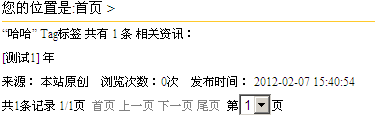 您的位置是:首页 >
“哈哈” Tag标签 共有 1 条 相关资讯：
[测试1] 年
来源： 本站原创 浏览次数：0次 发布时间： 2012-02-07 15:40:54
共1条记录 1/1页 首页 上一页 下一页 尾页 第 1 页